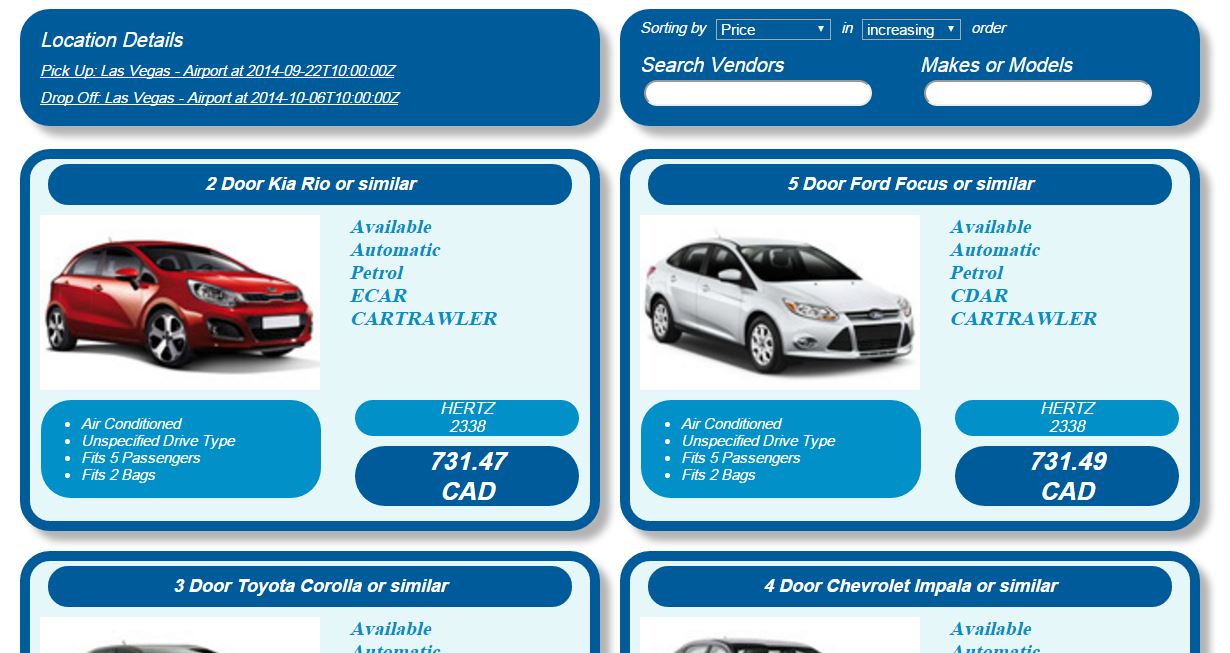 Location Details
Pick Up: Las Vegas - Airport at 2014-09-22T10:00:00Z
Drop Off: Las Vegas - Airport at 2014-10-06T10:00:00Z
Sorting by Price in increasing order
Search Vendors
Makes or Models
2 Door Kia Rio or similar
Available
Automatic
Petrol
ECAR
CARTRAWLER
Air Conditioned
Unspecified Drive Type
Fits 5 Passengers
Fits 2 Bags
HERTZ
2338
731.47
CAD
5 Door Ford Focus or similar
Available
Automatic
Petrol
CDAR
CARTRAWLER
Air Conditioned
Unspecified Drive Type
Fits 5 Passengers
Fits 2 Bags
HERTZ
2338
731.49
CAD
3 Door Toyota Corolla or similar
Available
Automatic
4 Door Chevrolet Impala or similar
Available
Automatic